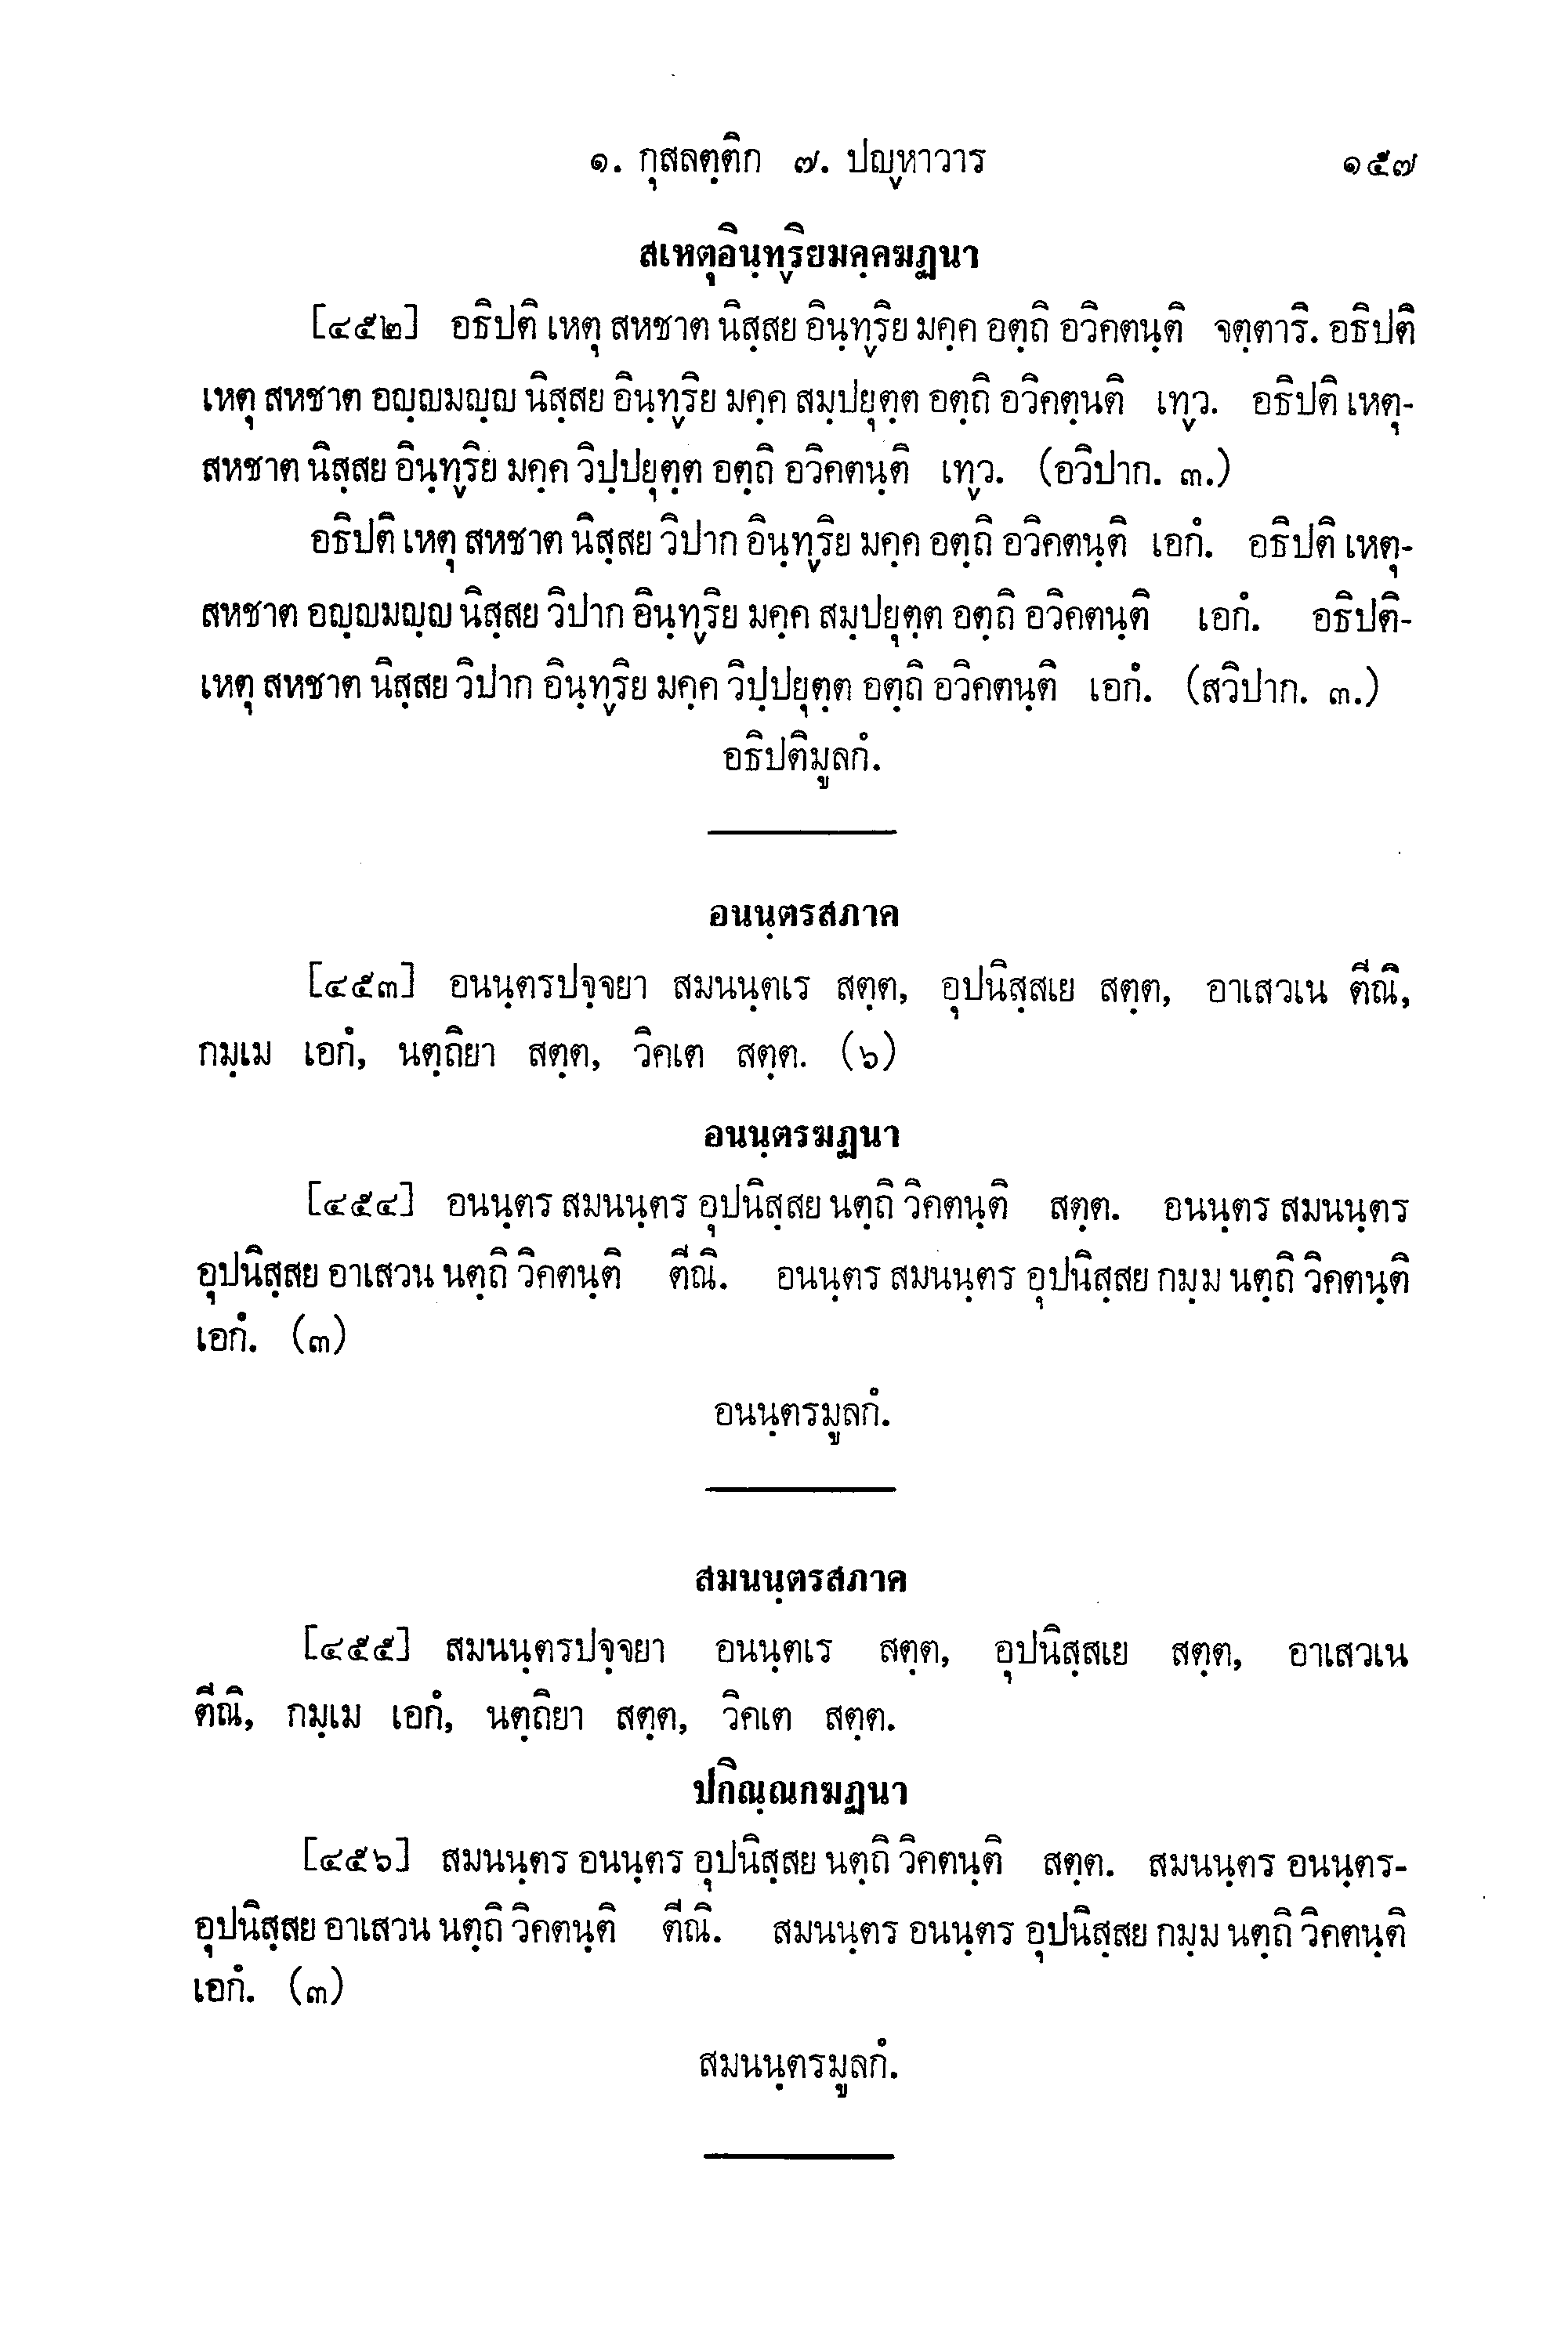 ๑. กุสลตฺติก ๗. ปญฺหาวาร ๑๕๗
สเหตุอินฺทฺริยมคฺคฆฏนา
[๔๕๒] อธิปติ เหตุ สหชาต นิสฺสย อินฺทฺริย มคฺค อตฺถิ อวิคตนฺติ จตฺตาริ. อธิปติ
เหตุ สหชาต อญฺญมญฺญ นิสฺสย อินฺทฺริย มคฺค สมฺปยุตฺต อตฺถิ อวิคตฺนติ เทฺว. อธิปติ เหตุ-
สหชาต นิสฺสย อินฺทฺริย มคฺค วิปฺปยุตฺต อตฺถิ อวิคตนฺติ เทฺว. (อวิปาก. ๓.)
อธิปติ เหตุ สหชาต นิสฺสย วิปาก อินฺทฺริย มคฺค อตฺถิ อวิคตนฺติ เอกํ. อธิปติ เหตุ-
สหชาต อญฺญมญฺญ นิสฺสย วิปาก อินฺทฺริย มคฺค สมฺปยุตฺต อตฺถิ อวิคตนฺติ เอกํ. อธิปติ-
เหตุ สหชาต นิสฺสย วิปาก อินฺทฺริย มคฺค วิปฺปยุตฺต อตฺถิ อวิคตนฺติ เอกํ. (สวิปาก. ๓.)
อธิปติมูลกํ.
อนนฺตรสภาค
[๔๕๓] อนนฺตรปจฺจยา สมนนฺตเร สตฺต, อุปนิสฺสเย สตฺต, อาเสวเน ตีณิ,
กมฺเม เอกํ, นตฺถิยา สตฺต, วิคเต สตฺต. (๖)
อนนฺตรฆฏนา
[๔๕๔] อนนฺตร สมนนฺตร อุปนิสฺสย นตฺถิ วิคตนฺติ สตฺต. อนนฺตร สมนนฺตร
อุปนิสฺสย อาเสวน นตฺถิ วิคตนฺติ ตีณิ. อนนฺตร สมนนฺตร อุปนิสฺสย กมฺม นตฺถิ วิคตนฺติ
เอกํ. (๓)
อนนฺตรมูลกํ.
สมนนฺตรสภาค
[๔๕๕] สมนนฺตรปจฺจยา อนนฺตเร สตฺต, อุปนิสฺสเย สตฺต, อาเสวเน
ตีณิ, กมฺเม เอกํ, นตฺถิยา สตฺต, วิคเต สตฺต.
ปกิณฺณกฆฏนา
[๔๕๖] สมนนฺตร อนนฺตร อุปนิสฺสย นตฺถิ วิคตนฺติ สตฺต. สมนนฺตร อนนฺตร-
อุปนิสฺสย อาเสวน นตฺถิ วิคตนฺติ ตีณิ. สมนนฺตร อนนฺตร อุปนิสฺสย กมฺม นตฺถิ วิคตนฺติ
เอกํ. (๓)
สมนนฺตรมูลกํ.